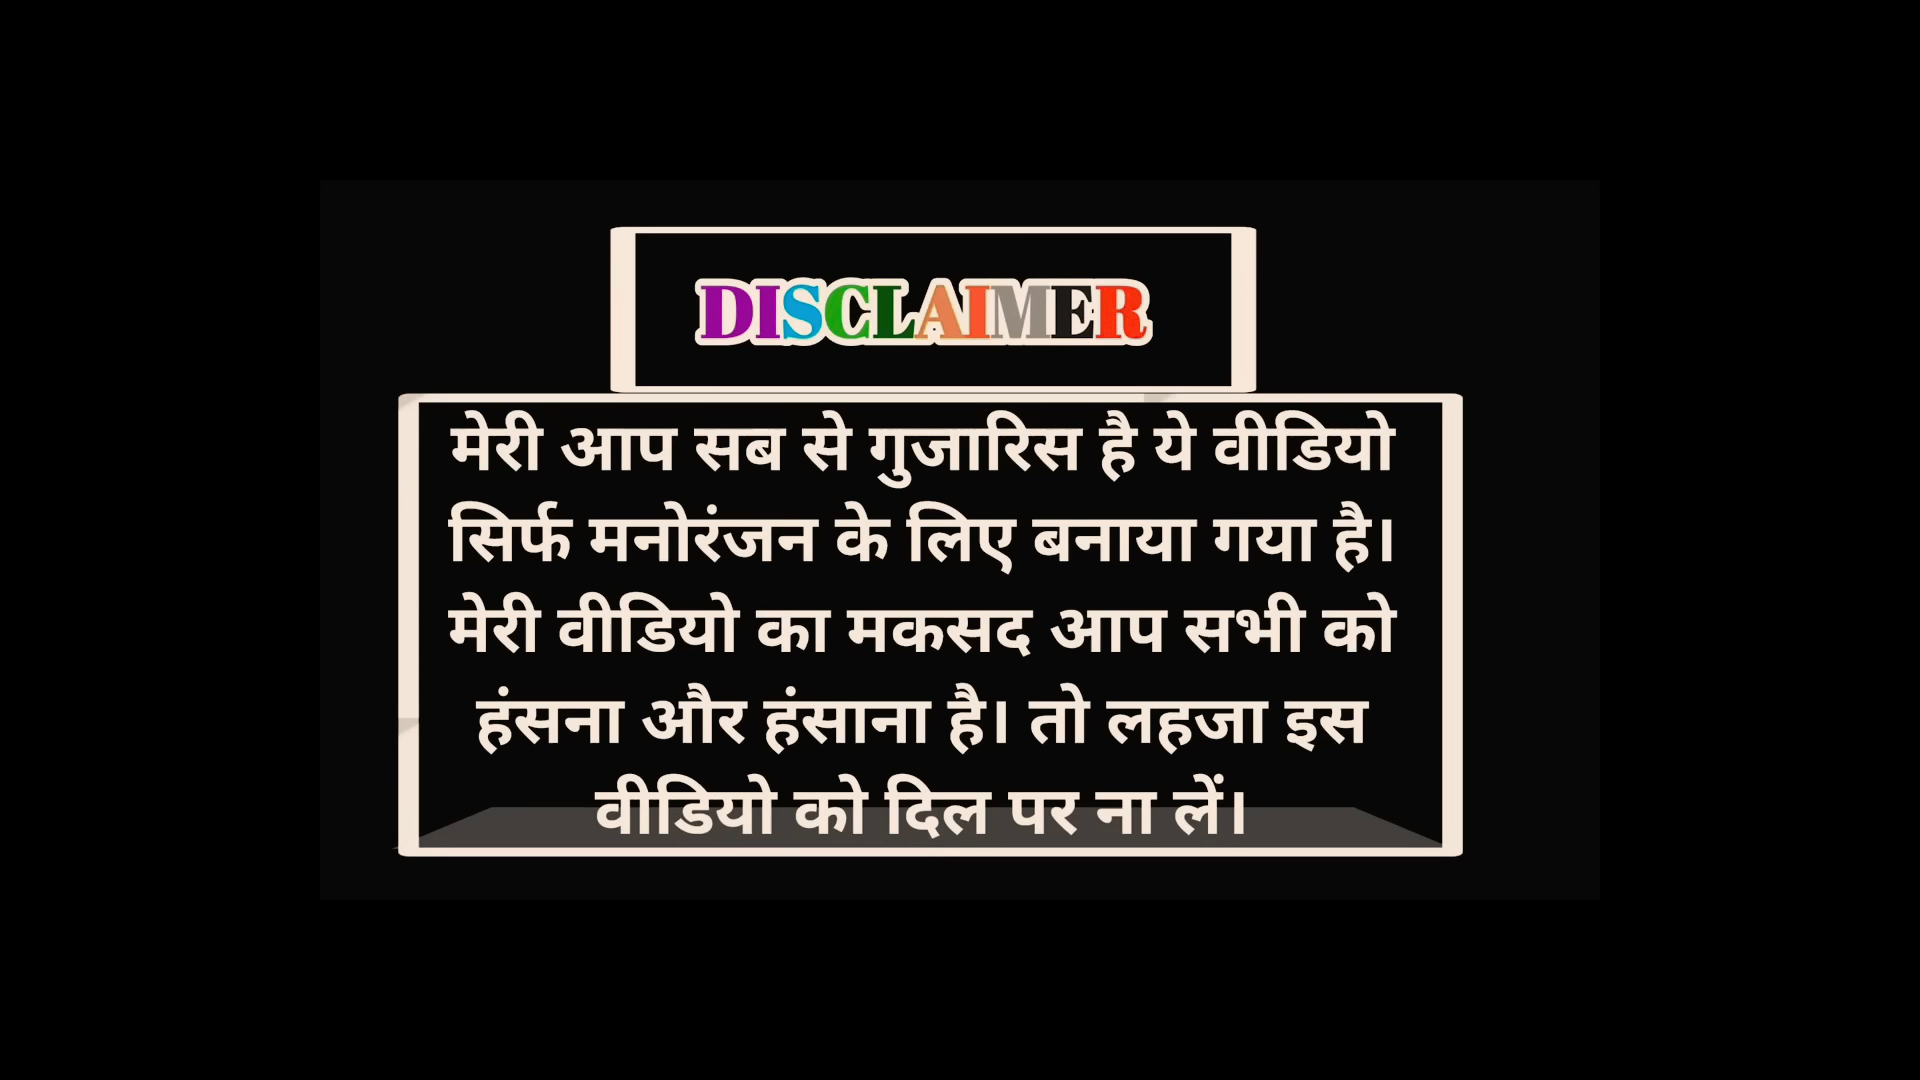 DISCLAIMER
मेरी आप सब से गुजारिस है ये वीडियो
सिर्फ मनोरंजन के लिए बनाया गया है।
मेरी वीडियो का मकसद आप सभी को
हंसना और हंसाना है। तो लहजा इस
वीडियो को दिल पर ना लें।